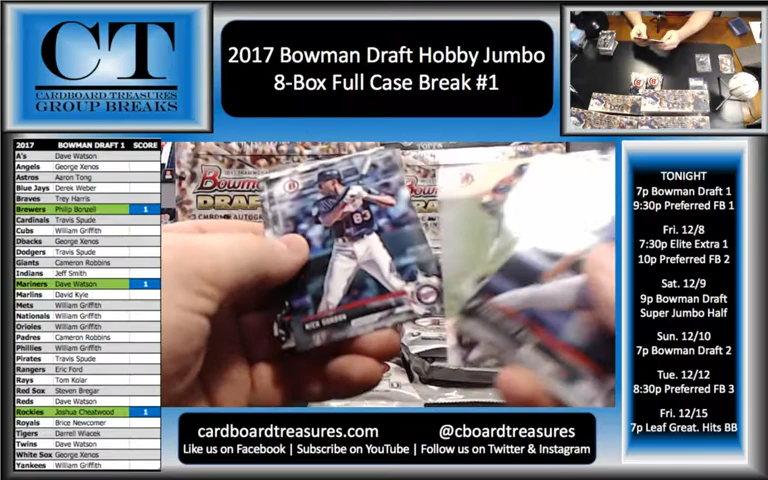 CT
CARDBOARD TREASURES
GROUP BREAKS
2017 Bowman Draft Hobby Jumbo
8-Box Full Case Break #1
2017 BOWMAN DRAFT 1 SCORE
A's Dave Watson
Angels George Xenos
Astros Aaron Tong
Blue Jays Derek Weber
Braves Trey Harris
Brewers Philip Bonzell 1
Cardinals Travis Spude
Cubs William Griffith
Dbacks George Xenos
Dodgers Travis Spude
Giants Cameron Robbins
Indians Jeff Smith
Mariners Dave Watson 1
Marlins David Kyle
Mets William Griffith
Nationals William Griffith
Orioles William Griffith
Padres Cameron Robbins
Phillies William Griffith
Pirates Travis Spude
Rangers Eric Ford
Rays Tom Kolar
Red Sox Steven Bregar
Reds Dave Watson
Rockies Joshua Cheatwood 1
Royals Brice Newcomer
Tigers Darrell Wiacek
Twins Dave Watson
White Sox George Xenos
Yankees William Griffith
Bowman
DRAFT
TOPPS
83
NICK GORDON
TONIGHT
7p Bowman Draft 1
9:30p Preferred FB 1
Fri. 12/8
7:30p Elite Extra 1
10p Preferred FB 2
Sat. 12/9
9p Bowman Draft
Super Jumbo Half
Sun. 12/10
7p Bowman Draft 2
Tue. 12/12
8:30p Preferred FB 3
Fri. 12/15
7p Leaf Great. Hits BB
cardboardtreasures.com @cboardtreasures
Like us on Facebook | Subscribe on YouTube | Follow us on Twitter & Instagram